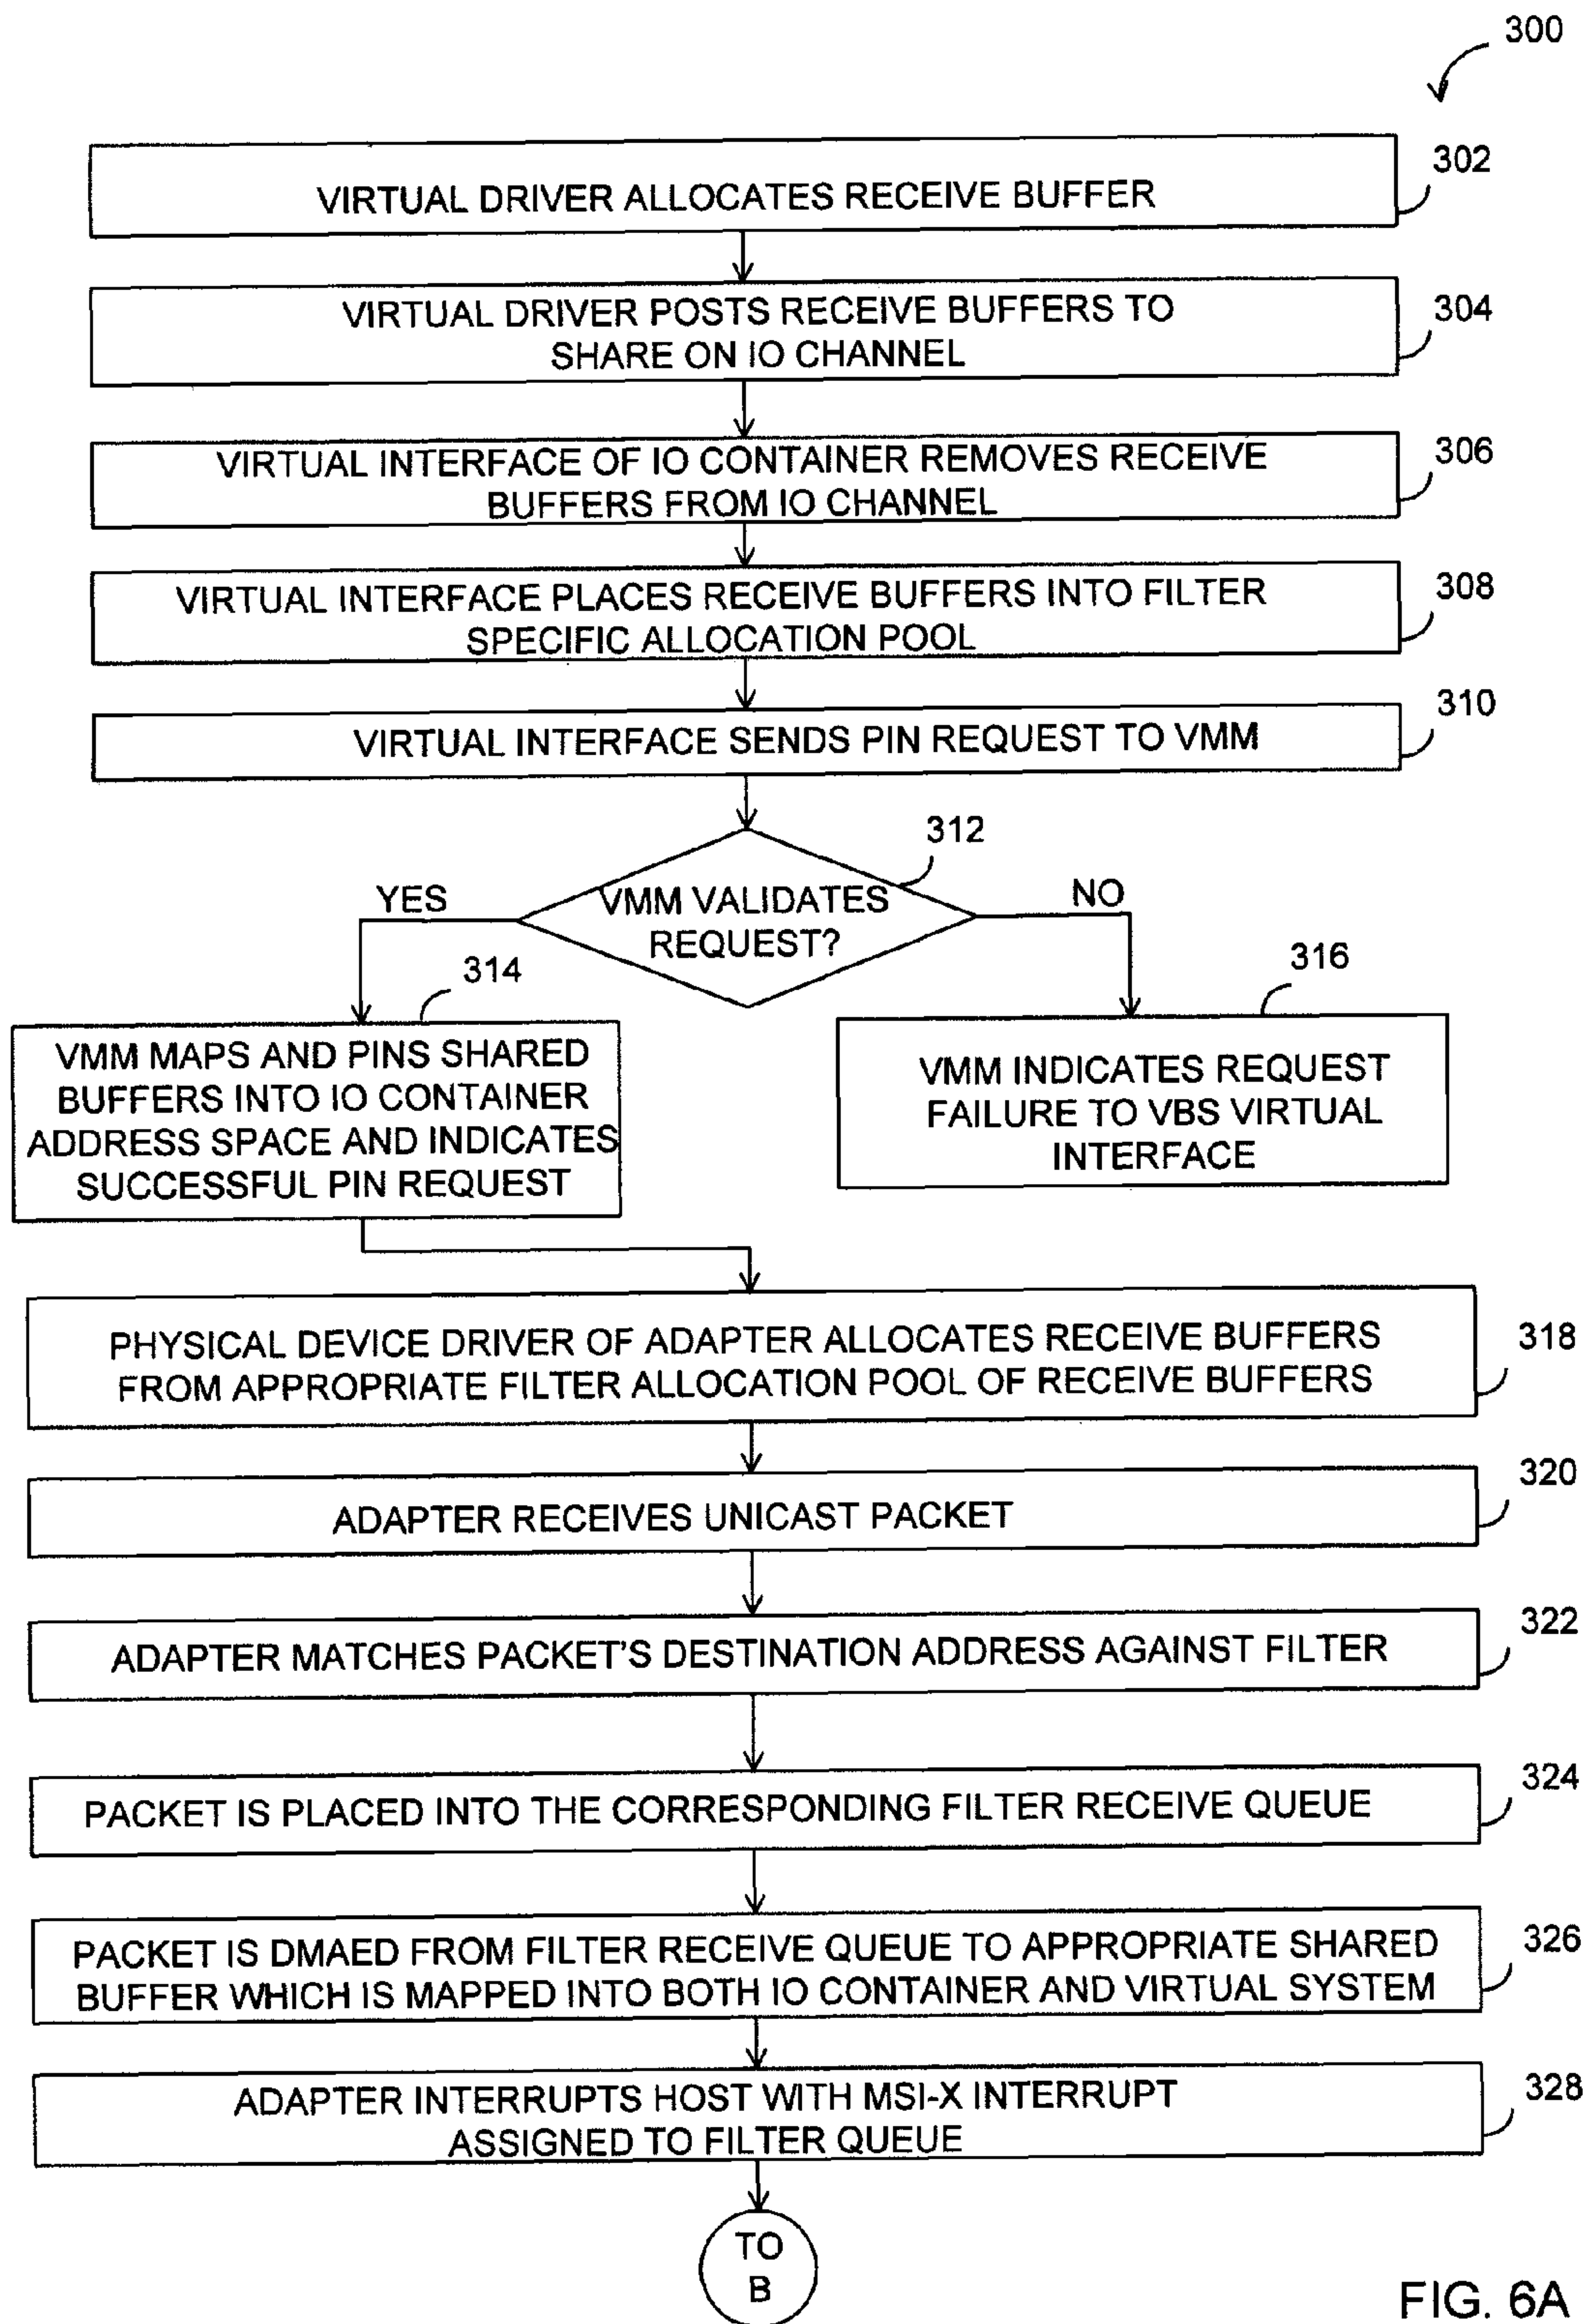 300
VIRTUAL DRIVER ALLOCATES RECEIVE BUFFER
302
VIRTUAL DRIVER POSTS RECEIVE BUFFERS TO
SHARE ON IO CHANNEL
304
VIRTUAL INTERFACE OF IO CONTAINER REMOVES RECEIVE
BUFFERS FROM IO CHANNEL
306
VIRTUAL INTERFACE PLACES RECEIVE BUFFERS INTO FILTER
SPECIFIC ALLOCATION POOL
308
VIRTUAL INTERFACE SENDS PIN REQUEST TO VMM
310
VMM VALIDATES
REQUEST?
312
YES
NO
314
VMM MAPS AND PINS SHARED
BUFFERS INTO IO CONTAINER
ADDRESS SPACE AND INDICATES
SUCCESSFUL PIN REQUEST
316
VMM INDICATES REQUEST
FAILURE TO VBS VIRTUAL
INTERFACE
PHYSICAL DEVICE DRIVER OF ADAPTER ALLOCATES RECEIVE BUFFERS
FROM APPROPRIATE FILTER ALLOCATION POOL OF RECEIVE BUFFERS
318
ADAPTER RECEIVES UNICAST PACKET
320
ADAPTER MATCHES PACKET'S DESTINATION ADDRESS AGAINST FILTER
322
PACKET IS PLACED INTO THE CORRESPONDING FILTER RECEIVE QUEUE
324
PACKET IS DMAED FROM FILTER RECEIVE QUEUE TO APPROPRIATE SHARED
BUFFER WHICH IS MAPPED INTO BOTH IO CONTAINER AND VIRTUAL SYSTEM
326
ADAPTER INTERRUPTS HOST WITH MSI-X INTERRUPT
ASSIGNED TO FILTER QUEUE
328
TO
B
FIG. 6A